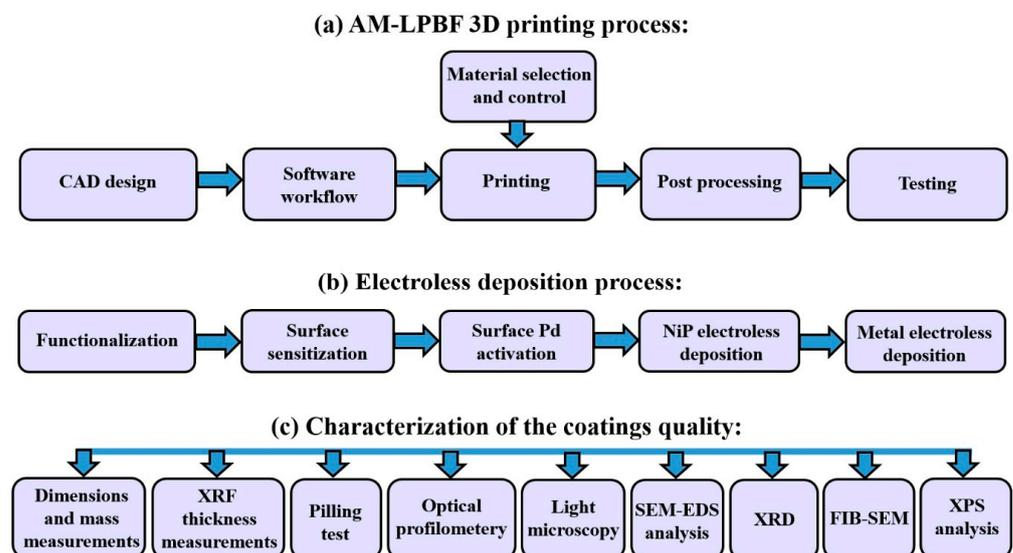 (a) AM-LPBF 3D printing process:
Material selection
and control
CAD design
Software
workflow
Printing
Post processing
Testing
(b) Electroless deposition process:
Functionalization
Surface
sensitization
Surface Pd
activation
NiP electroless
deposition
Metal electroless
deposition
(c) Characterization of the coatings quality:
Dimensions
and mass
measurements
XRF
thickness
measurements
Pilling
test
Optical
profilometery
Light
microscopy
SEM-EDS
analysis
XRD
FIB-SEM
XPS
analysis